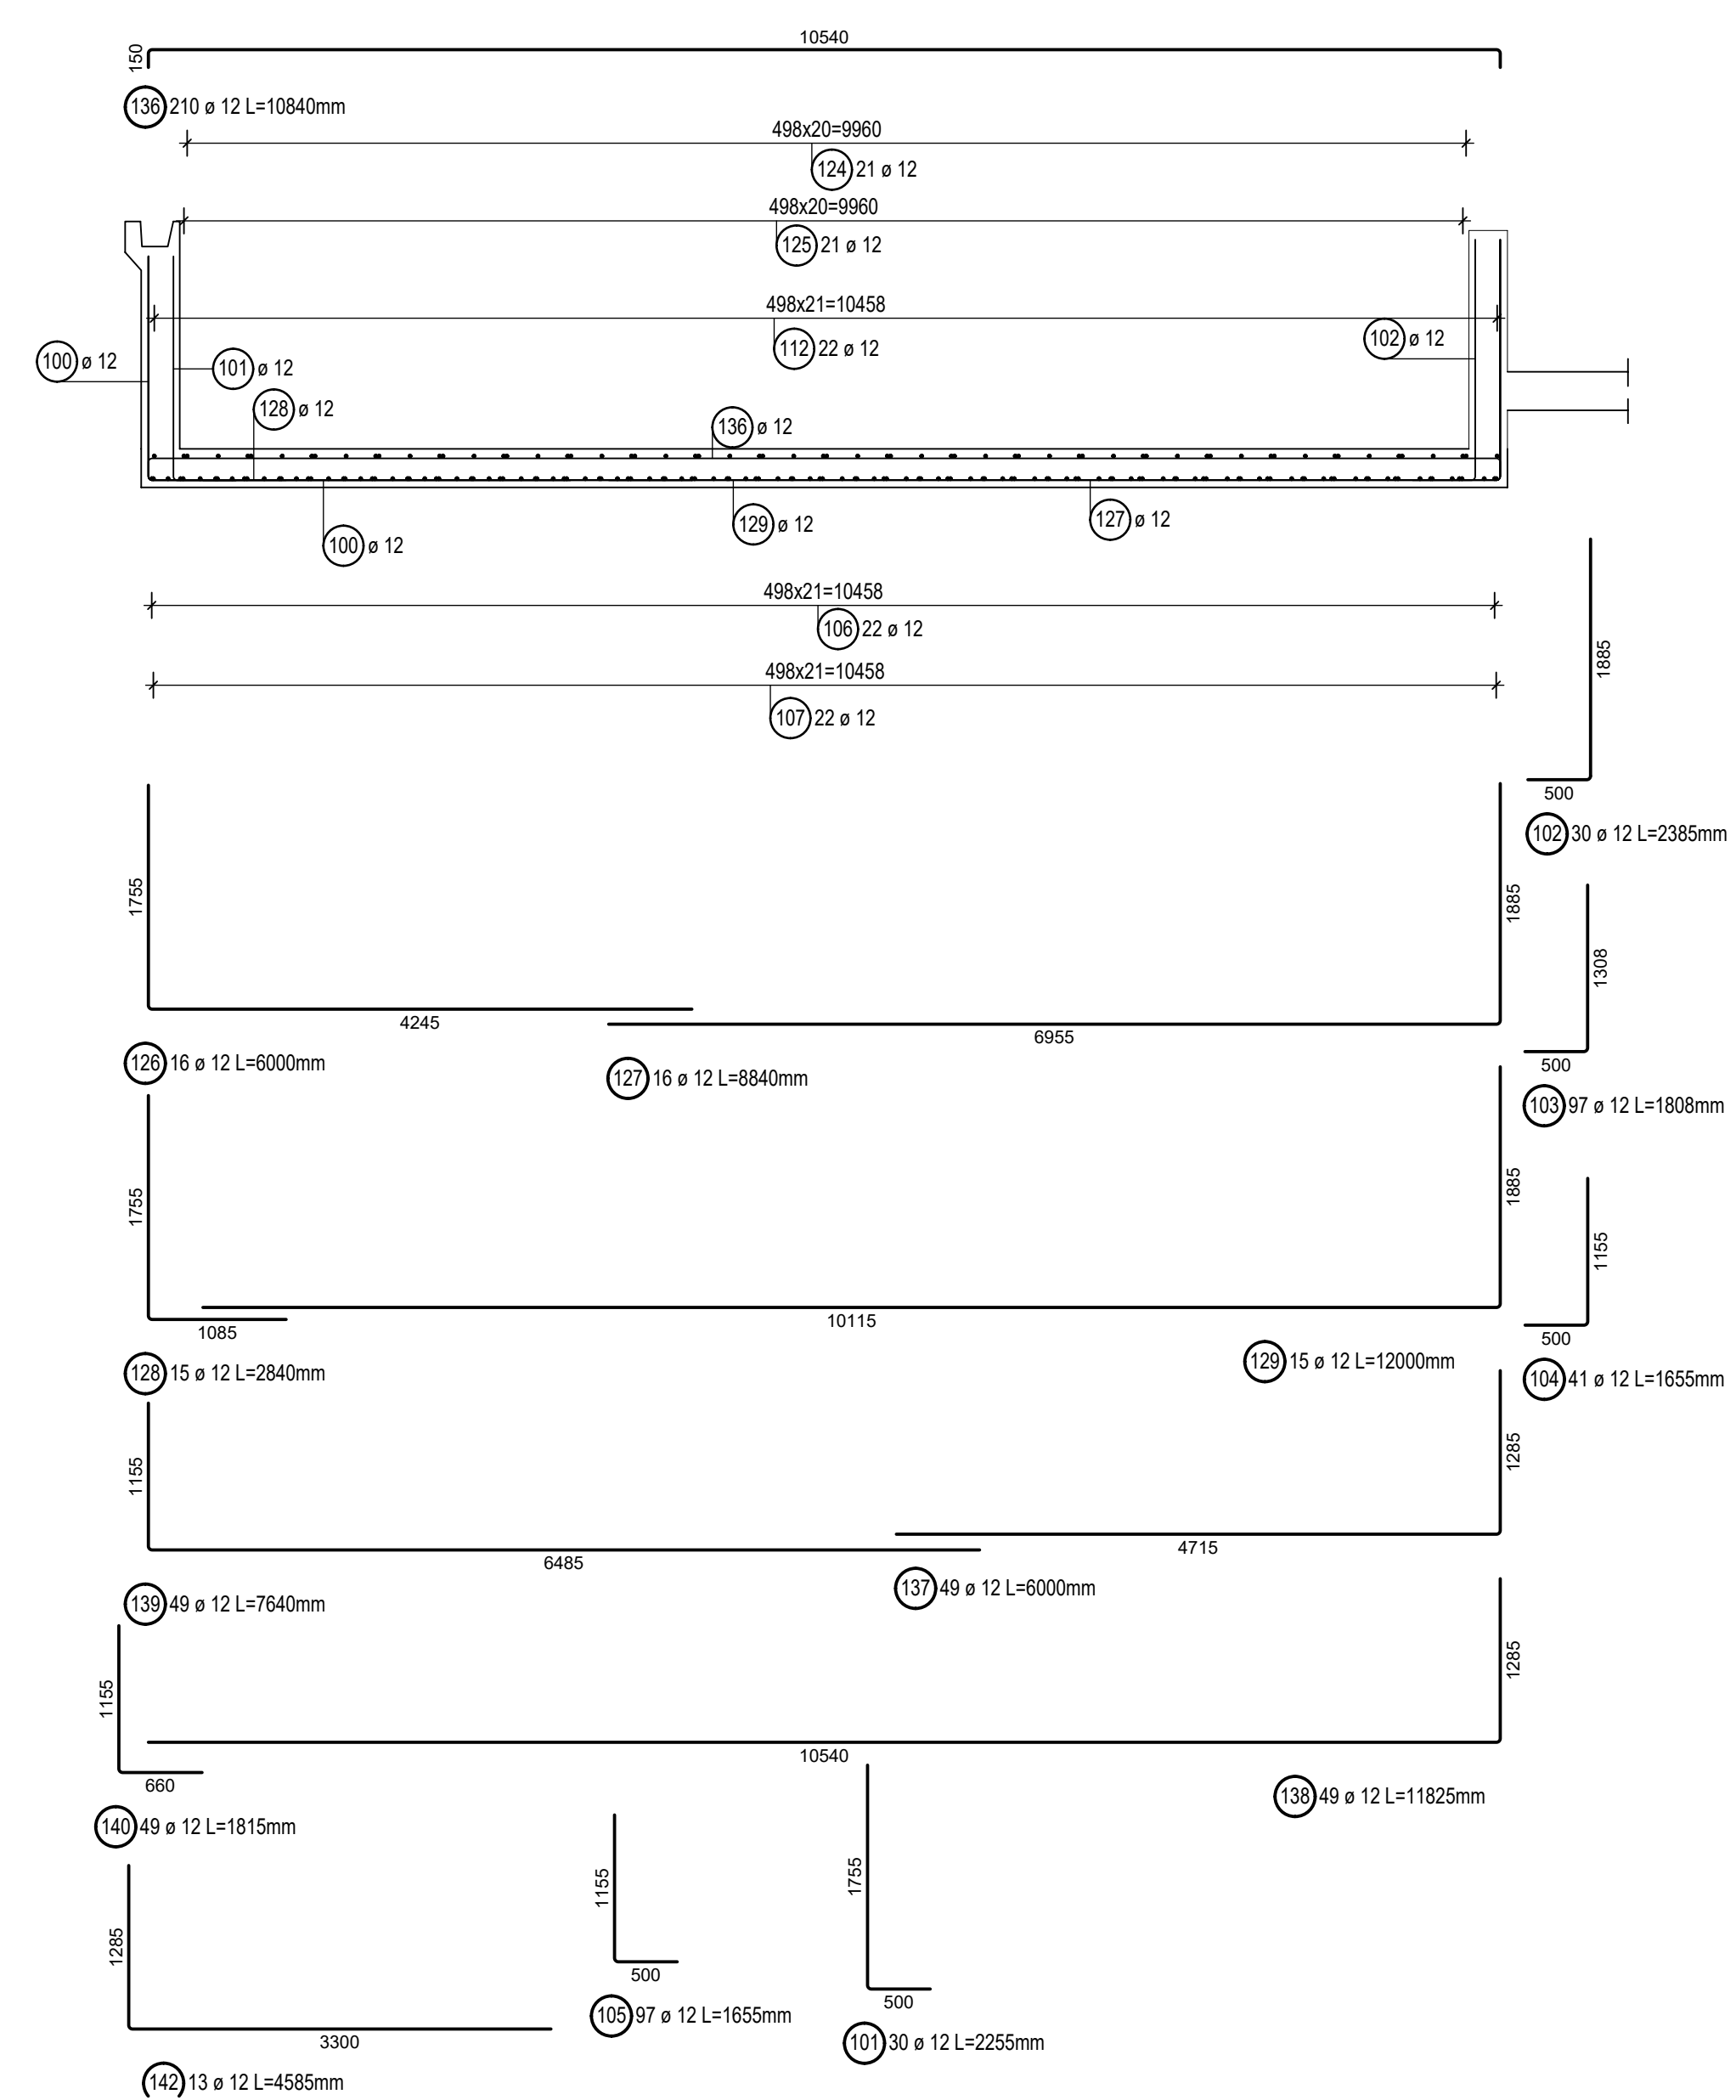 10540
150
136 210 ø 12 L=10840mm
498x20=9960
124 21 ø 12
498x20=9960
125 21 ø 12
498x21=10458
112 22 ø 12
102 ø 12
100 ø 12
101 ø 12
128 ø 12
136 ø 12
129 ø 12
127 ø 12
100 ø 12
498x21=10458
106 22 ø 12
1885
498x21=10458
107 22 ø 12
500
102 30 ø 12 L=2385mm
1755
1885
1308
4245
6955
500
126 16 ø 12 L=6000mm
127 16 ø 12 L=8840mm
103 97 ø 12 L=1808mm
1755
1885
1155
1085
10115
500
128 15 ø 12 L=2840mm
129 15 ø 12 L=12000mm
104 41 ø 12 L=1655mm
1155
1285
6485
4715
139 49 ø 12 L=7640mm
137 49 ø 12 L=6000mm
1155
1285
660
10540
140 49 ø 12 L=1815mm
138 49 ø 12 L=11825mm
1285
1155
1755
500
500
3300
105 97 ø 12 L=1655mm
101 30 ø 12 L=2255mm
142 13 ø 12 L=4585mm